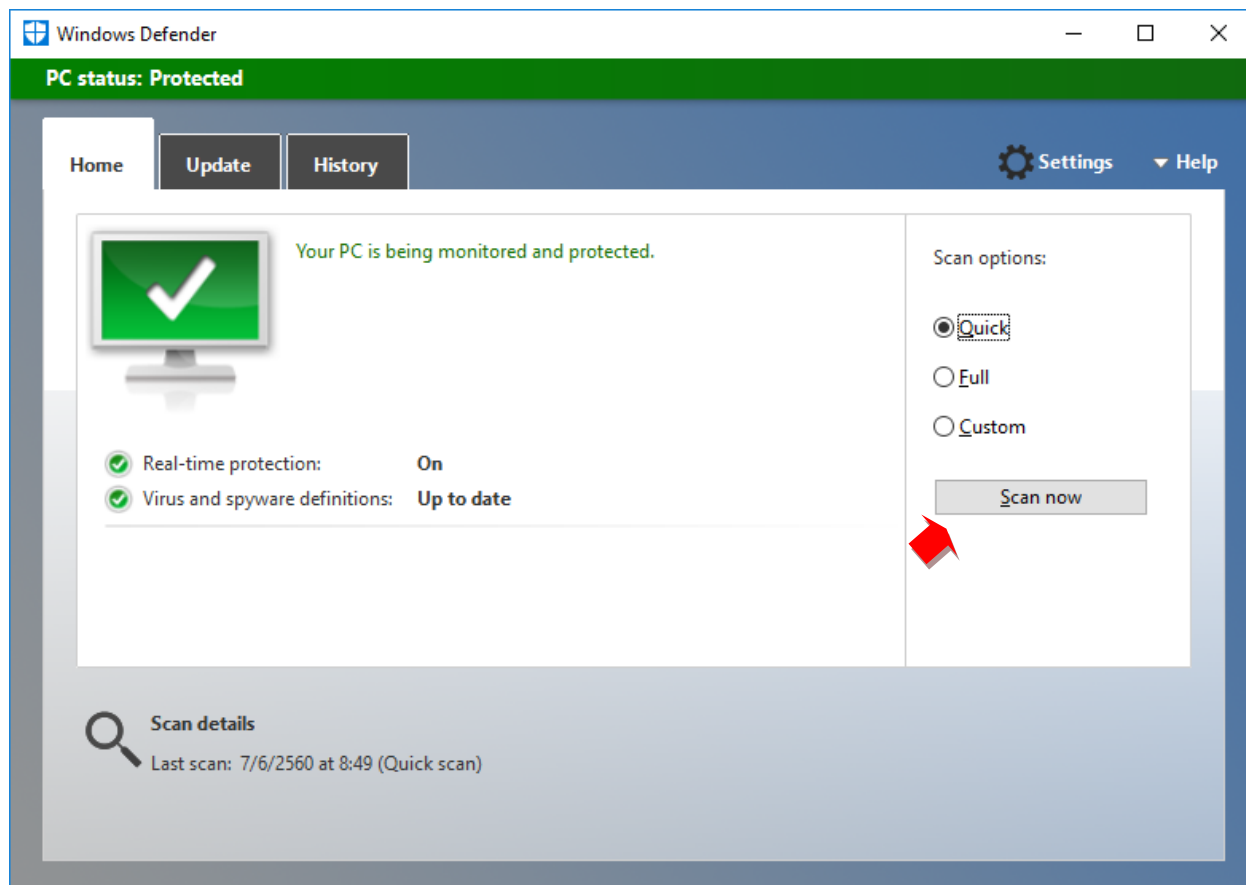 Windows Defender
PC status: Protected
Home
Update
History
Settings
Help
Your PC is being monitored and protected.
Real-time protection: On
Virus and spyware definitions: Up to date
Scan options:
Quick
Full
Custom
Scan now
Scan details
Last scan: 7/6/2560 at 8:49 (Quick scan)